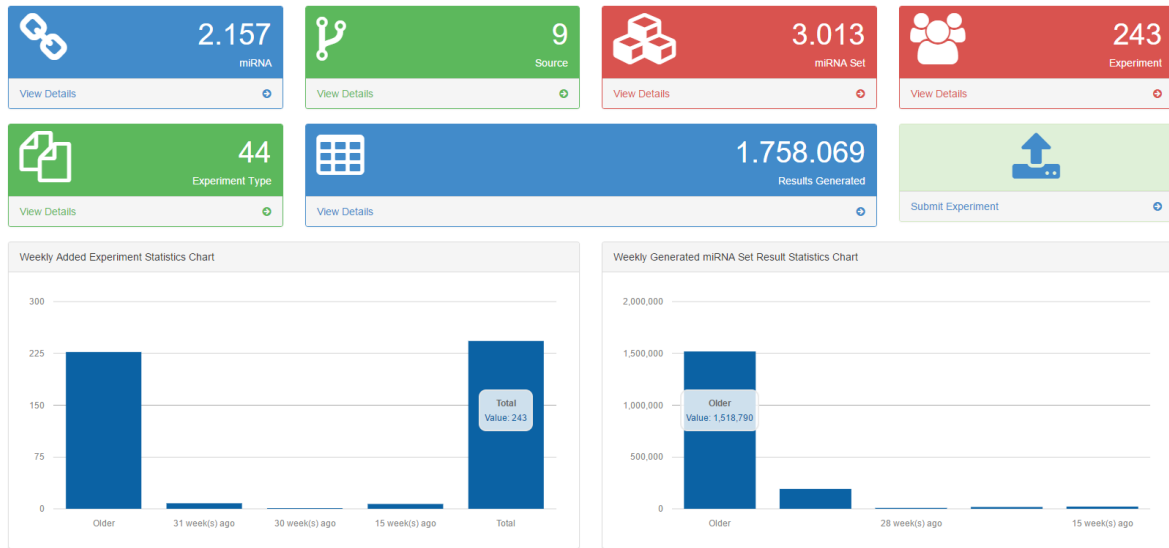 2.157
miRNA
View Details
9
Source
View Details
3.013
miRNA Set
View Details
243
Experiment
View Details
44
Experiment Type
View Details
1.758.069
Results Generated
View Details
Submit Experiment
Weekly Added Experiment Statistics Chart
300
225
150
75
0
Total
Value: 243
Older
31 week(s) ago
30 week(s) ago
15 week(s) ago
Total
Weekly Generated miRNA Set Result Statistics Chart
2,000,000
1,500,000
1,000,000
500,000
0
Older
Value: 1,518,790
Older
28 week(s) ago
15 week(s) ago